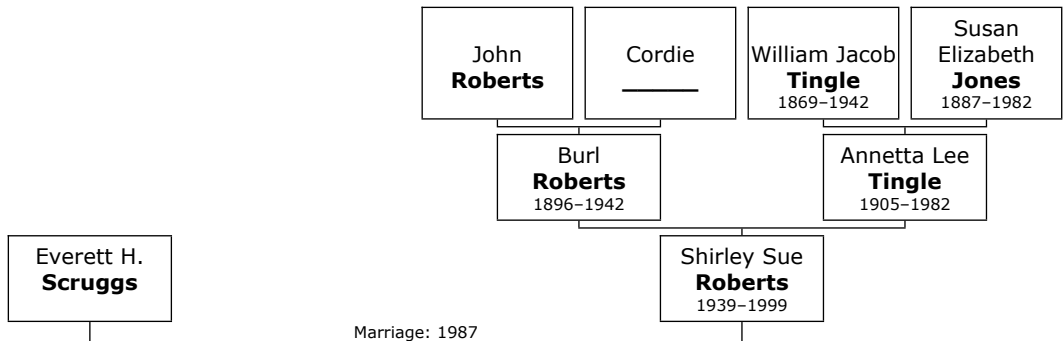 John
Roberts
Cordie
______
William Jacob
Tingle
1869–1942
Susan
Elizabeth
Jones
1887–1982
Burl
Roberts
1896–1942
Annetta Lee
Tingle
1905–1982
Everett H.
Scruggs
Shirley Sue
Roberts
1939–1999
Marriage: 1987